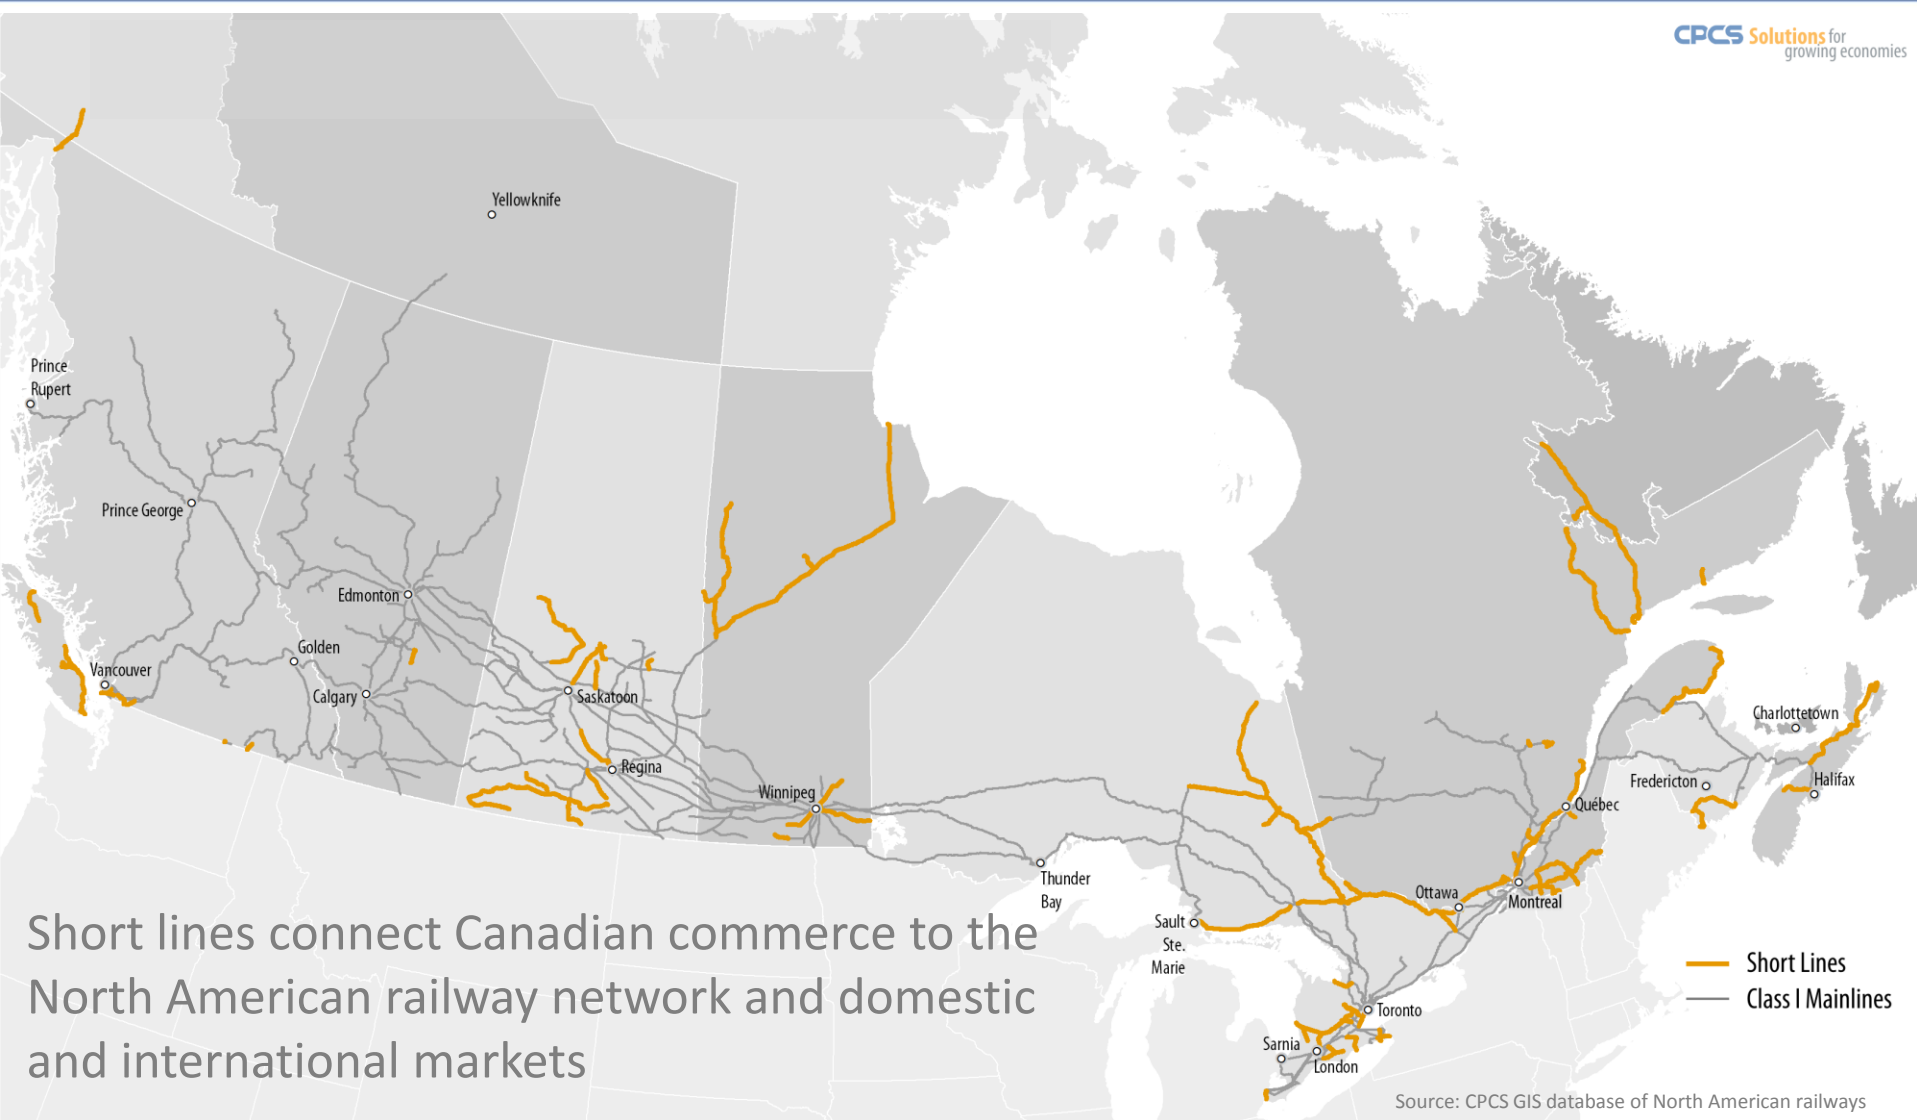 CPCS Solutions for
growing economies
Yellowknife
Prince
Rupert
Prince George
Edmonton
Golden
Vancouver
Calgary
Saskatoon
Regina
Winnipeg
Thunder
Bay
Sault
Ste.
Marie
Ottawa
Montreal
Québec
Fredericton
Charlottetown
Halifax
Toronto
Sarnia
London
Short lines connect Canadian commerce to the
North American railway network and domestic
and international markets
Short Lines
Class I Mainlines
Source: CPCS GIS database of North American railways